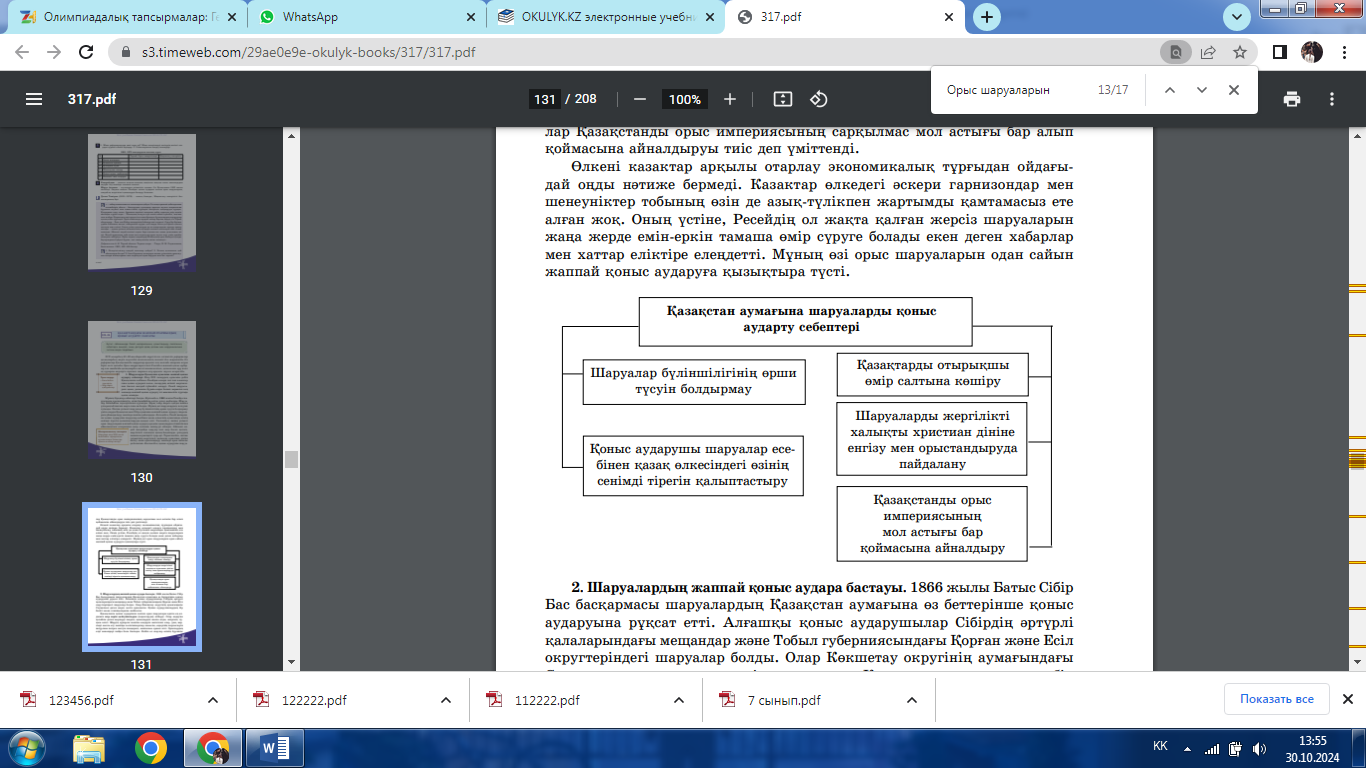 Олимпиадалық тапсырмалар: Ге
WhatsApp
OKULYK.KZ электронные учебни
317.pdf
s3.timeweb.com/29ae0e9e-okulyk-books/317/317.pdf
317.pdf
131 / 208
100%
Орыс шаруаларын 13/17
129
130
131
лар Қазақстанды орыс империясының сарқылмас мол астығы бар алып
қоймасына айналдыруы тиіс деп үміттенді.
Өлкені казактар арқылы отарлау экономикалық тұрғыдан ойдағы-
дай оңды нәтиже бермеді. Казактар өлкедегі әскери гарнизондар мен
шенеуніктер тобының өзін де азық-түлікпен жартымды қамтамасыз ете
алған жоқ. Оның үстіне, Ресейдің ол жақта қалған жерсіз шаруаларын
жаңа жерде емін-еркін тамаша өмір сүруге болады екен деген хабарлар
мен хаттар еліктіре елеңдетті. Мұның өзі орыс шаруаларын одан сайын
жаппай қоныс аударуға қызықтыра түсті.
Қазақстан аумағына шаруаларды қоныс
аударту себептері
Шаруалар бүліншілігінің өрши
түсуін болдырмау
Қоныс аударушы шаруалар есе-
бінен қазақ өлкесіндегі өзінің
сенімді тірегін қалыптастыру
Қазақтарды отырықшы
өмір салтына көшіру
Шаруаларды жергілікті
халықты христиан дініне
енгізу мен орыстандыруда
пайдалану
Қазақстанды орыс
империясының
мол астығы бар
қоймасына айналдыру
2. Шаруалардың жаппай қоныс аудара бастауы. 1866 жылы Батыс Сібір
Бас басқармасы шаруалардың Қазақстан аумағына өз беттерінше қоныс
аударуына рұқсат етті. Алғашқы қоныс аударушылар Сібірдің әртүрлі
қалаларындағы мещандар және Тобыл губерниясындағы Қорған және Есіл
округтеріндегі шаруалар болды. Олар Көкшетау округінің аумағындағы
123456.pdf
122222.pdf
112222.pdf
7 сынып.pdf
Показать все
KK
13:55
30.10.2024